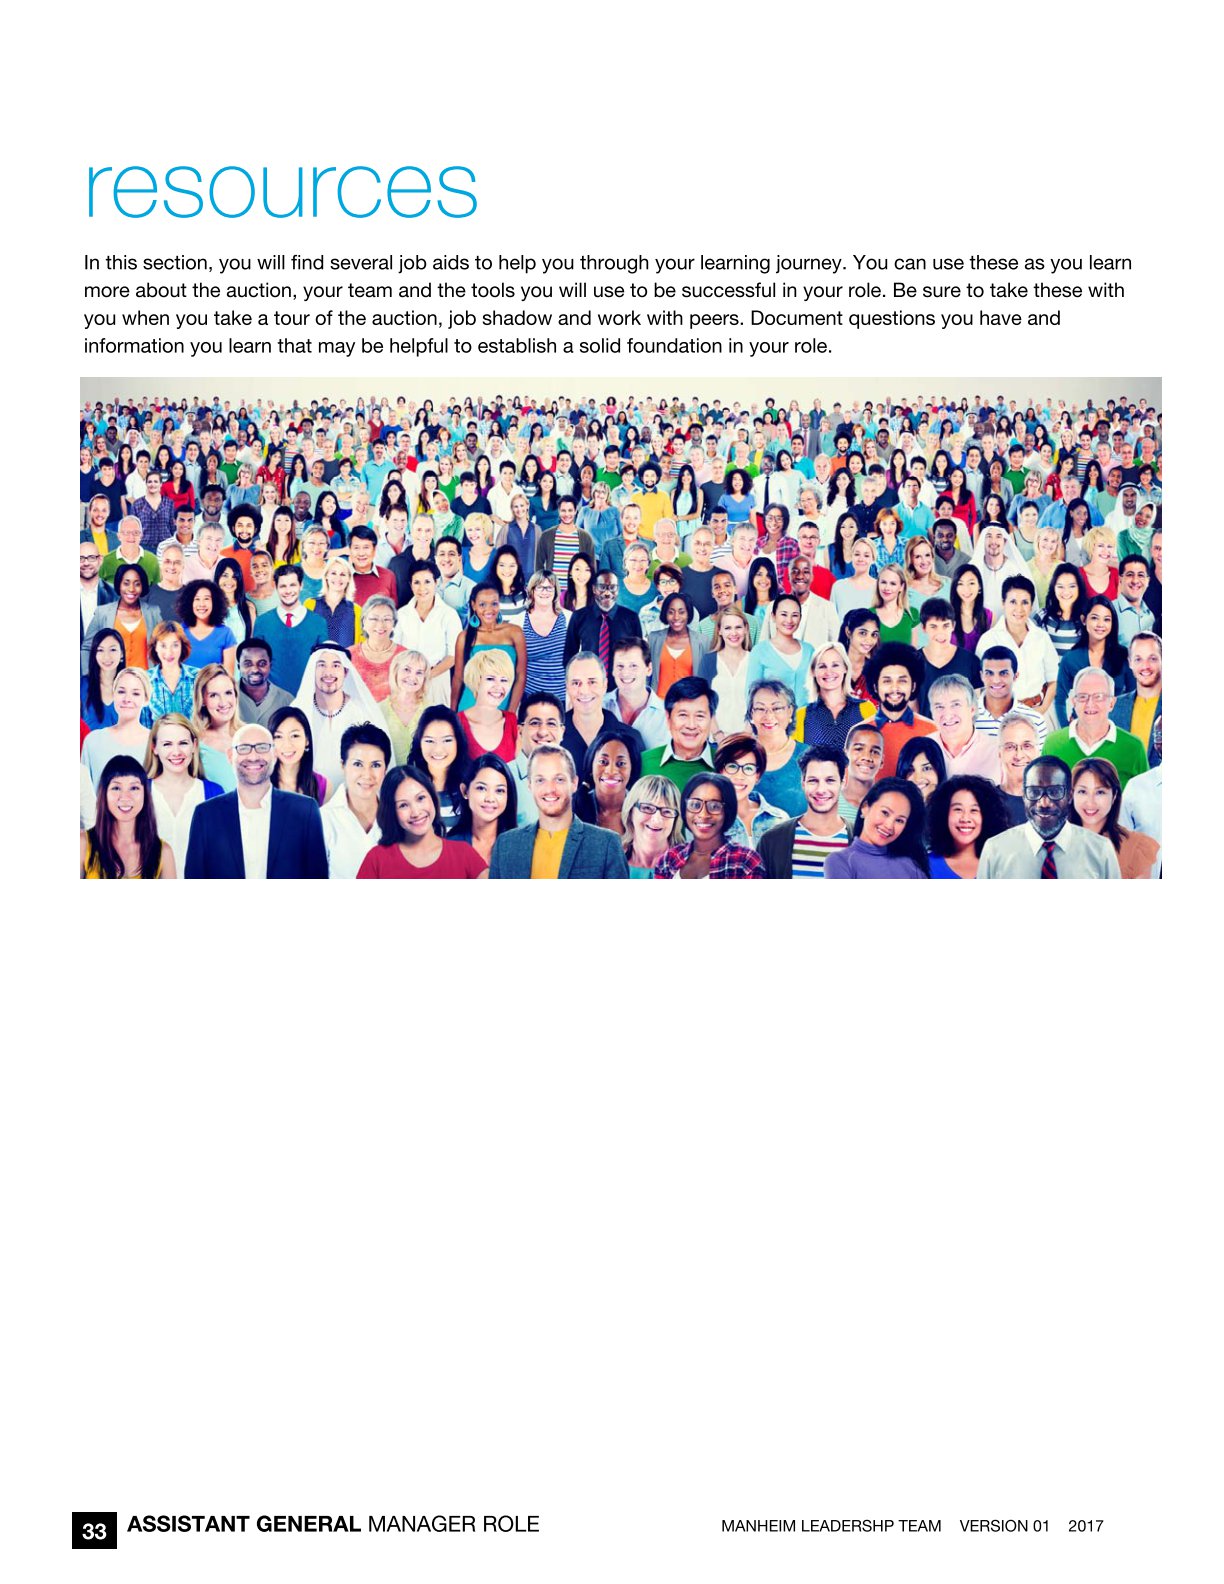 resources
In this section, you will find several job aids to help you through your learning journey. You can use these as you learn
more about the auction, your team and the tools you will use to be successful in your role. Be sure to take these with
you when you take a tour of the auction, job shadow and work with peers. Document questions you have and
information you learn that may be helpful to establish a solid foundation in your role.
33 ASSISTANT GENERAL MANAGER ROLE MANHEIM LEADERSHP TEAM VERSION 01 2017